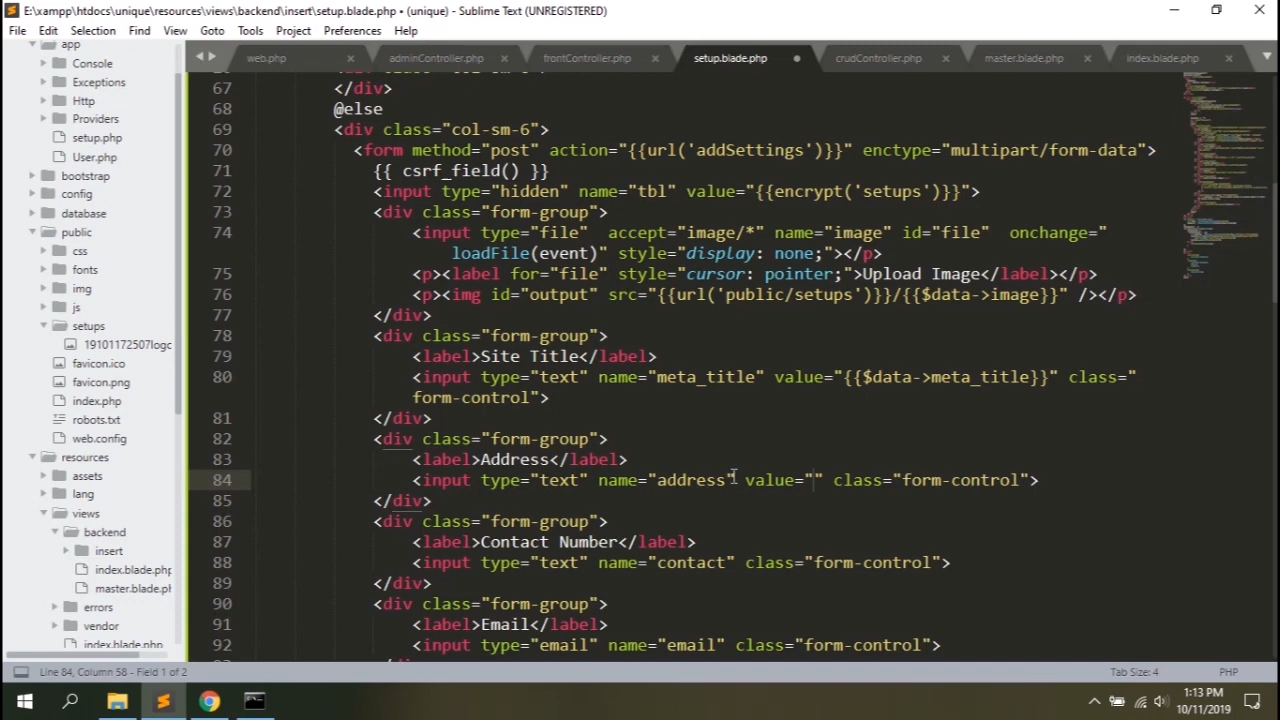 E:\xampp\htdocs\unique\resources\views\backend\insert\setup.blade.php • (unique) - Sublime Text (UNREGISTERED)
File Edit Selection Find View Goto Tools Project Preferences Help
web.php × adminController.php × frontController.php × setup.blade.php • crudController.php × master.blade.php × index.blade.php ×
app
Console
Exceptions
Http
Providers
setup.php
User.php
bootstrap
config
database
public
css
fonts
img
js
setups
19101172507logo
favicon.ico
favicon.png
index.php
robots.txt
web.config
resources
assets
lang
views
backend
insert
index.blade.php
master.blade.ph
errors
vendor
index.blade.php
67 </div>
68 @else
69 <div class="col-sm-6">
70 <form method="post" action="{{url('addSettings')}}" enctype="multipart/form-data">
71 {{ csrf_field() }}
72 <input type="hidden" name="tbl" value="{{encrypt('setups')}}">
73 <div class="form-group">
74 <input type="file" accept="image/*" name="image" id="file" onchange="
loadFile(event)" style="display: none;"></p>
75 <p><label for="file" style="cursor: pointer;">Upload Image</label></p>
76 <p><img id="output" src="{{url('public/setups')}}/{{$data->image}}" /></p>
77 </div>
78 <div class="form-group">
79 <label>Site Title</label>
80 <input type="text" name="meta_title" value="{{$data->meta_title}}" class="
form-control">
81 </div>
82 <div class="form-group">
83 <label>Address</label>
84 <input type="text" name="address" value="" class="form-control">
85 </div>
86 <div class="form-group">
87 <label>Contact Number</label>
88 <input type="text" name="contact" class="form-control">
89 </div>
90 <div class="form-group">
91 <label>Email</label>
92 <input type="email" name="email" class="form-control">
Line 84, Column 58 - Field 1 of 2
Tab Size: 4
PHP
1:13 PM
10/11/2019